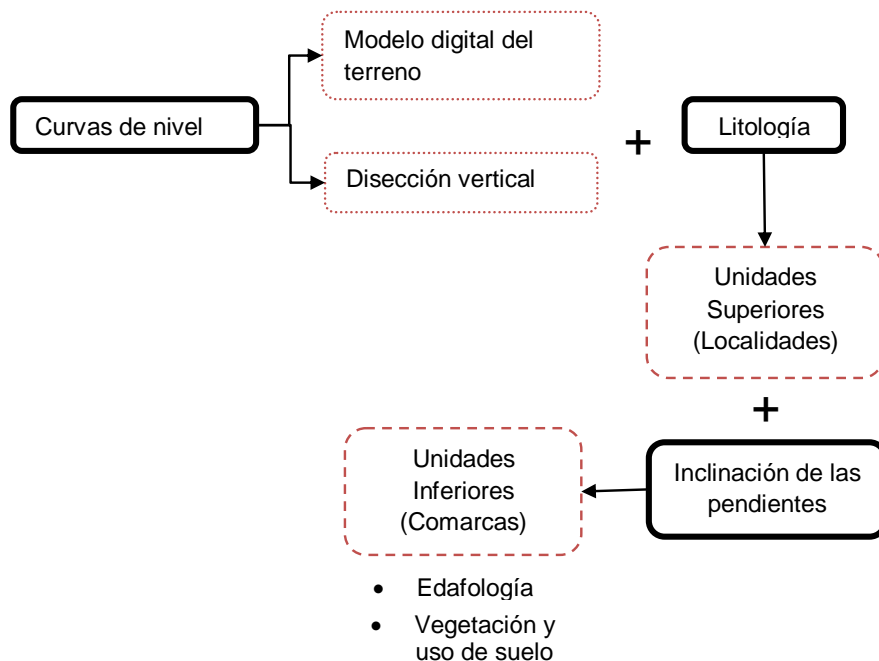 Modelo digital del
terreno
Curvas de nivel
+
Litología
Disección vertical
Unidades
Superiores
(Localidades)
+
Unidades
Inferiores
(Comarcas)
Inclinación de las
pendientes
• Edafología
• Vegetación y
uso de suelo